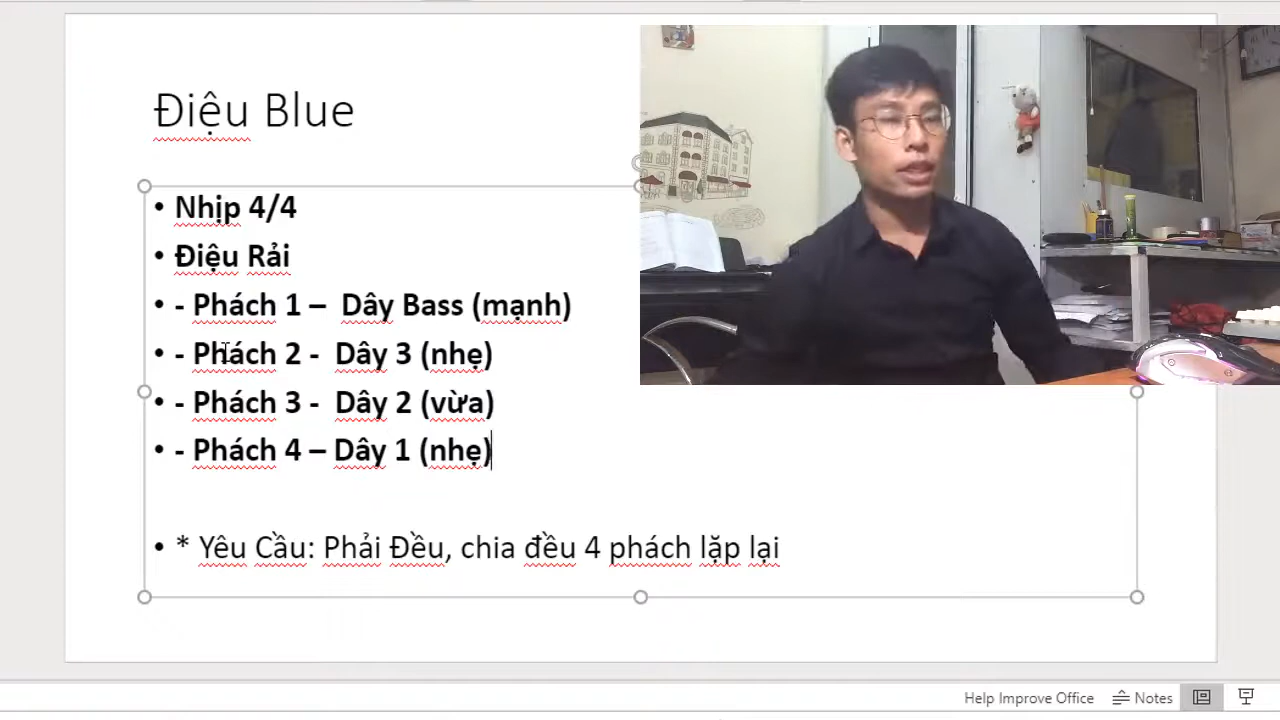 Điệu Blue
• Nhịp 4/4
• Điệu Rải
• - Phách 1 – Dây Bass (mạnh)
• - Phách 2 - Dây 3 (nhẹ)
• - Phách 3 - Dây 2 (vừa)
• - Phách 4 – Dây 1 (nhẹ)
• * Yêu Cầu: Phải Đều, chia đều 4 phách lặp lại
Help Improve Office
Notes